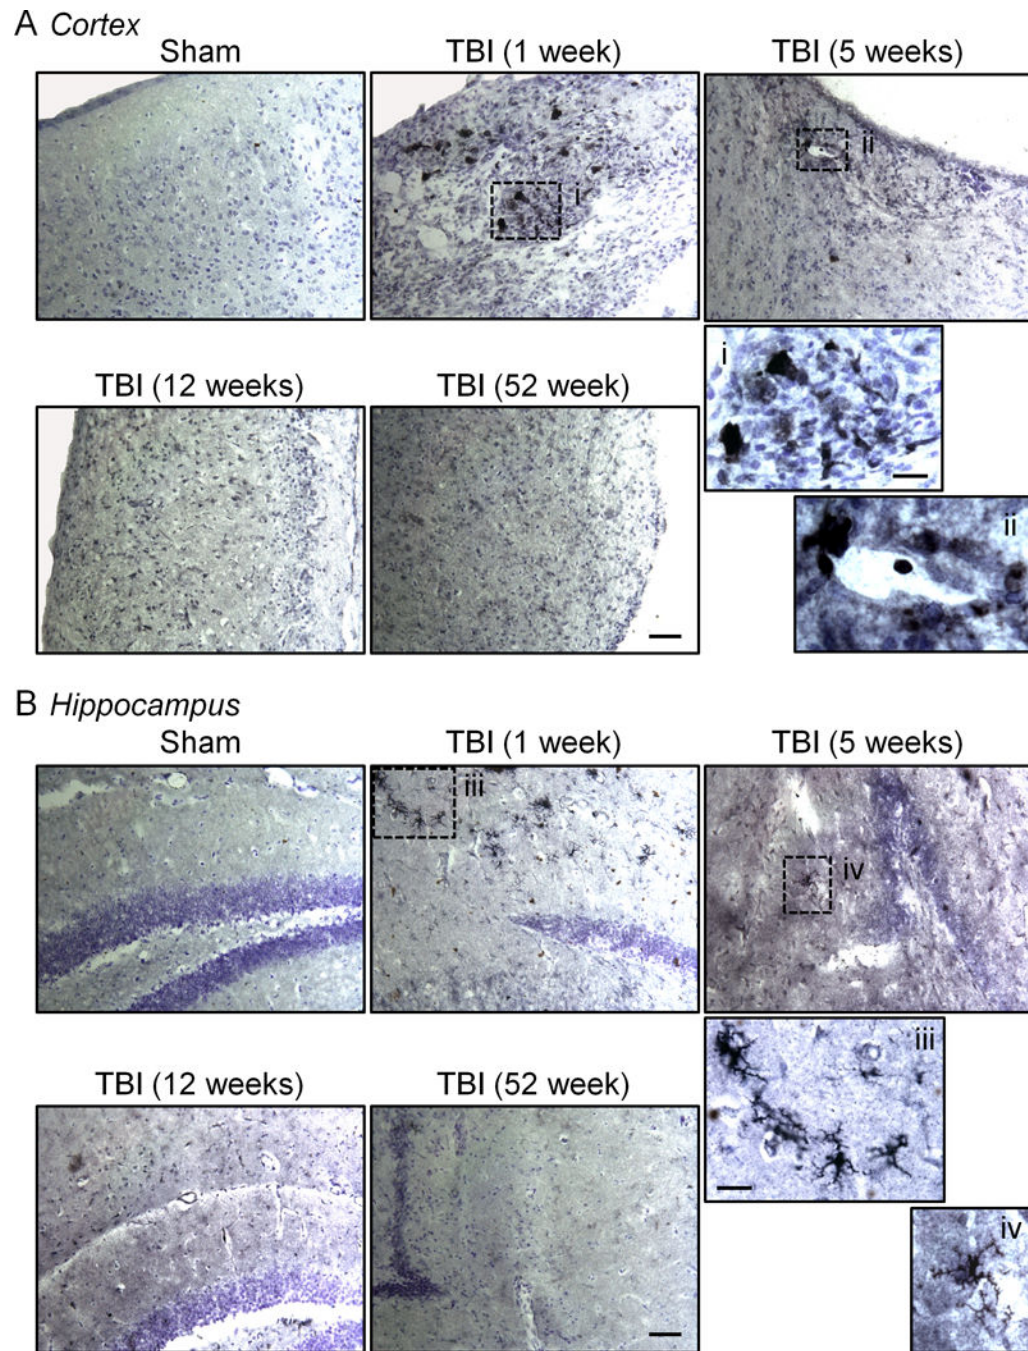 A Cortex
Sham
TBI (1 week)
TBI (5 weeks)
i
ii
TBI (12 weeks)
TBI (52 week)
i
ii
B Hippocampus
Sham
TBI (1 week)
TBI (5 weeks)
iii
iv
TBI (12 weeks)
TBI (52 week)
iii
iv